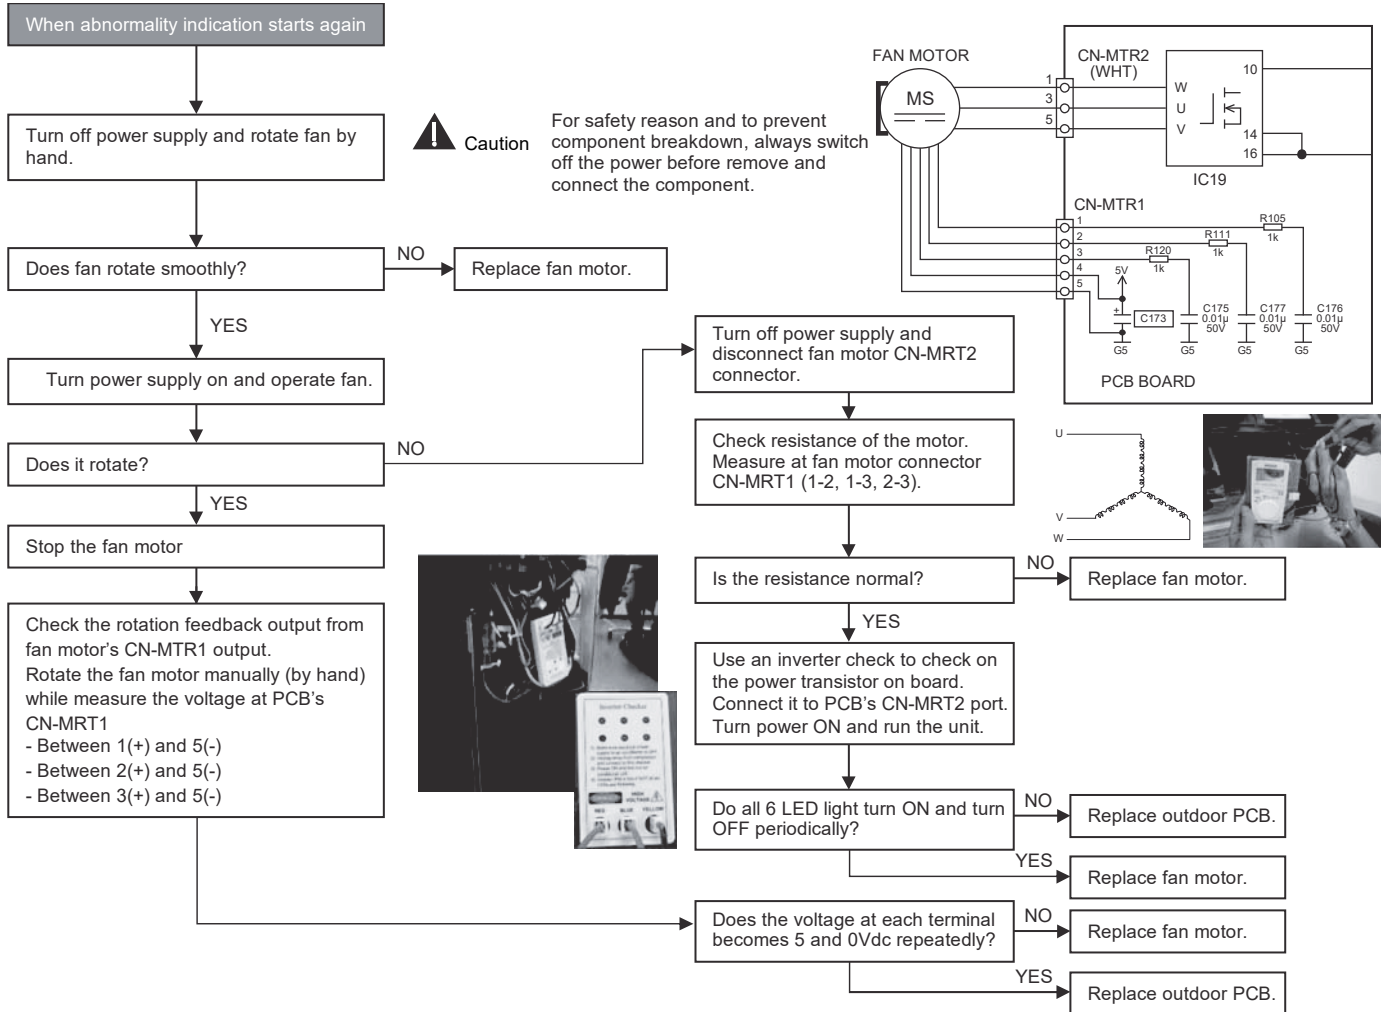 When abnormality indication starts again
Turn off power supply and rotate fan by
hand.
Caution
For safety reason and to prevent
component breakdown, always switch
off the power before remove and
connect the component.
Does fan rotate smoothly?
NO
Replace fan motor.
YES
Turn power supply on and operate fan.
Does it rotate?
NO
YES
Stop the fan motor
Check the rotation feedback output from
fan motor's CN-MTR1 output.
Rotate the fan motor manually (by hand)
while measure the voltage at PCB's
CN-MRT1
- Between 1(+) and 5(-)
- Between 2(+) and 5(-)
- Between 3(+) and 5(-)
Turn off power supply and
disconnect fan motor CN-MRT2
connector.
Check resistance of the motor.
Measure at fan motor connector
CN-MRT1 (1-2, 1-3, 2-3).
Is the resistance normal?
NO
Replace fan motor.
YES
Use an inverter check to check on
the power transistor on board.
Connect it to PCB's CN-MRT2 port.
Turn power ON and run the unit.
Do all 6 LED light turn ON and turn
OFF periodically?
NO
Replace outdoor PCB.
YES
Replace fan motor.
Does the voltage at each terminal
becomes 5 and 0Vdc repeatedly?
NO
Replace fan motor.
YES
Replace outdoor PCB.
FAN MOTOR
MS
CN-MTR2
(WHT)
1
3
5
W
U
V
10
14
16
IC19
CN-MTR1
1
2
3
4
5
R105
1k
R111
1k
R120
1k
5V
+
C173
C175
0.01µ
50V
C177
0.01µ
50V
C176
0.01µ
50V
G5
G5
G5
G5
PCB BOARD
U
V
W
Inverter Checker
HIGH
VOLTAGE
RED BLUE YELLOW